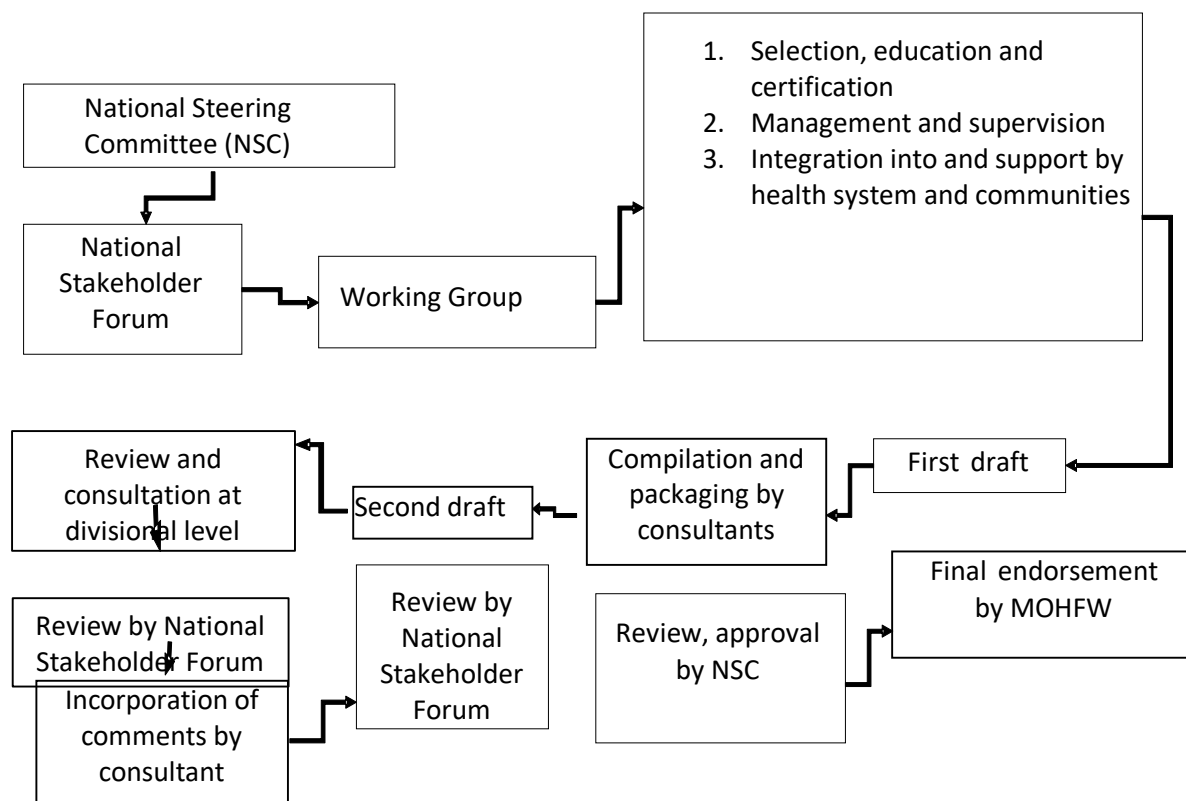 National Steering
Committee (NSC)
1. Selection, education and
certification
2. Management and supervision
3. Integration into and support by
health system and communities
National
Stakeholder
Forum
Working Group
First draft
Compilation and
packaging by
consultants
Second draft
Review and
consultation at
divisional level
Review by National
Stakeholder Forum
Incorporation of
comments by
consultant
Review by
National
Stakeholder
Forum
Review, approval
by NSC
Final endorsement
by MOHFW